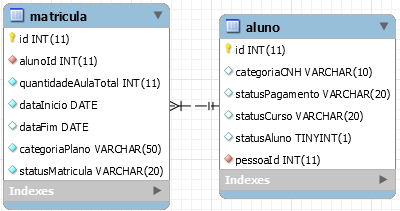 matricula
id INT(11)
alunoId INT(11)
quantidadeAulaTotal INT(11)
dataInicio DATE
dataFim DATE
categoriaPlano VARCHAR(50)
statusMatricula VARCHAR(20)
Indexes
aluno
id INT(11)
categoriaCNH VARCHAR(10)
statusPagamento VARCHAR(20)
statusCurso VARCHAR(20)
statusAluno TINYINT(1)
pessoaId INT(11)
Indexes